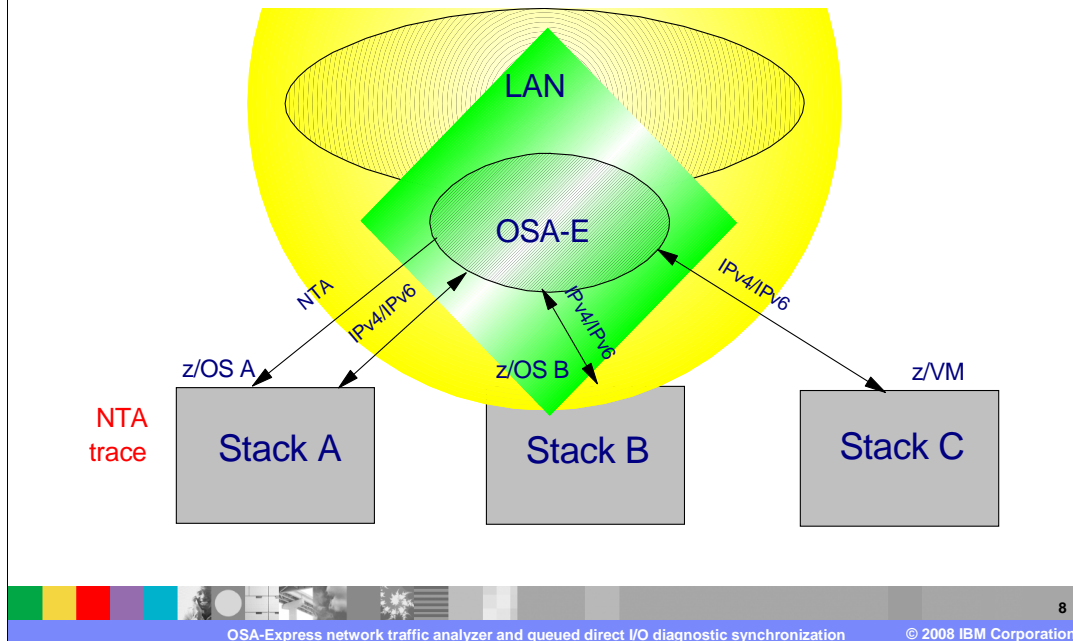 LAN
OSA-E
NTA
IPv4/IPv6
IPv4/IPv6
IPv4/IPv6
z/OS A
z/OS B
z/VM
NTA
trace
Stack A
Stack B
Stack C
8
OSA-Express network traffic analyzer and queued direct I/O diagnostic synchronization
© 2008 IBM Corporation